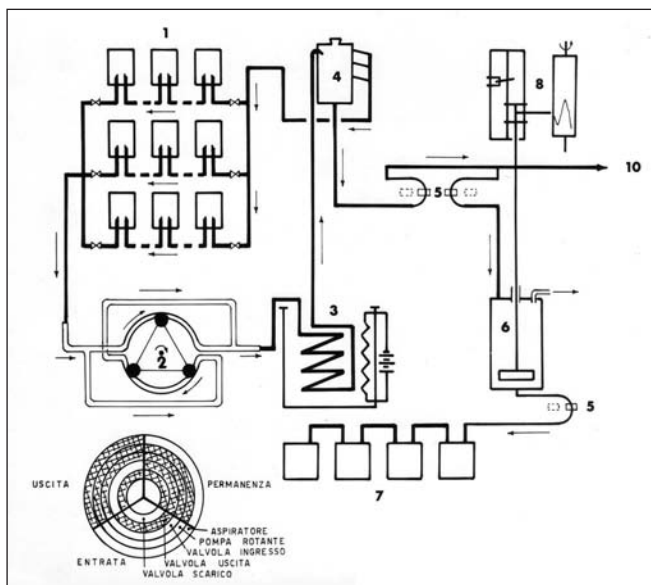 1
4
8
5
10
3
2
6
5
7
USCITA
PERMANENZA
ENTRATA
ASPIRATORE
POMPA ROTANTE
VALVOLA INGRESSO
VALVOLA USCITA
VALVOLA SCARICO